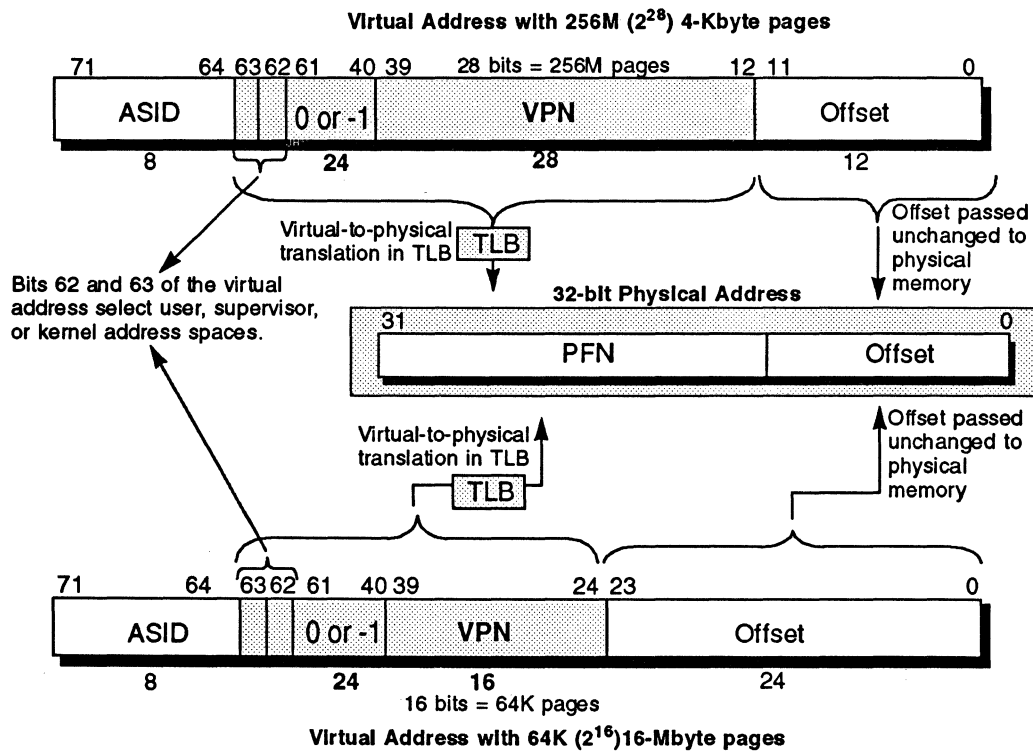 Virtual Address with 256M (2²⁸) 4-Kbyte pages
71 64 63 62 61 40 39 28 bits = 256M pages 12 11 0
ASID 0 or -1 VPN Offset
8 24 28 12
Virtual-to-physical
translation in TLB
TLB
Offset passed
unchanged to
physical
memory
Bits 62 and 63 of the virtual
address select user, supervisor,
or kernel address spaces.
32-bit Physical Address
31 0
PFN Offset
Virtual-to-physical
translation in TLB
TLB
Offset passed
unchanged to
physical
memory
71 64 63 62 61 40 39 24 23 0
ASID 0 or -1 VPN Offset
8 24 16 24
16 bits = 64K pages
Virtual Address with 64K (2¹⁶)16-Mbyte pages